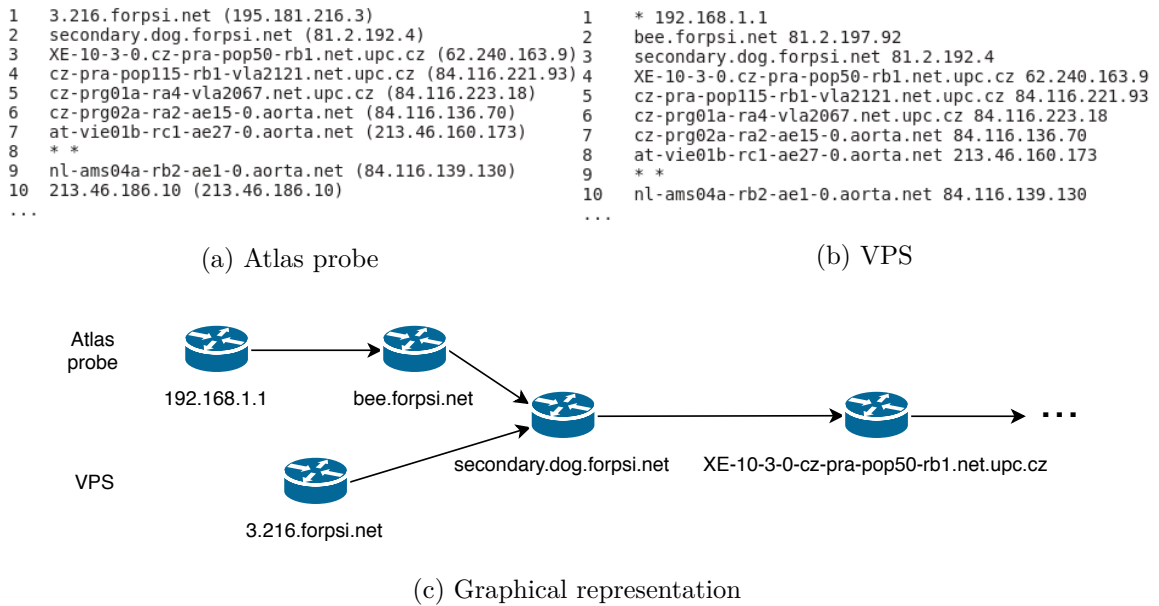 1 3.216.forpsi.net (195.181.216.3)
2 secondary.dog.forpsi.net (81.2.192.4)
3 XE-10-3-0.cz-pra-pop50-rb1.net.upc.cz (62.240.163.9)
4 cz-pra-pop115-rb1-vla2121.net.upc.cz (84.116.221.93)
5 cz-prg01a-ra4-vla2067.net.upc.cz (84.116.223.18)
6 cz-prg02a-ra2-ae15-0.aorta.net (84.116.136.70)
7 at-vie01b-rc1-ae27-0.aorta.net (213.46.160.173)
8 * *
9 nl-ams04a-rb2-ae1-0.aorta.net (84.116.139.130)
10 213.46.186.10 (213.46.186.10)
...
(a) Atlas probe
1 * 192.168.1.1
2 bee.forpsi.net 81.2.197.92
3 secondary.dog.forpsi.net 81.2.192.4
4 XE-10-3-0.cz-pra-pop50-rb1.net.upc.cz 62.240.163.9
5 cz-pra-pop115-rb1-vla2121.net.upc.cz 84.116.221.93
6 cz-prg01a-ra4-vla2067.net.upc.cz 84.116.223.18
7 cz-prg02a-ra2-ae15-0.aorta.net 84.116.136.70
8 at-vie01b-rc1-ae27-0.aorta.net 213.46.160.173
9 * *
10 nl-ams04a-rb2-ae1-0.aorta.net 84.116.139.130
...
(b) VPS
Atlas
probe
192.168.1.1
bee.forpsi.net
...
secondary.dog.forpsi.net
XE-10-3-0-cz-pra-pop50-rb1.net.upc.cz
VPS
3.216.forpsi.net
(c) Graphical representation